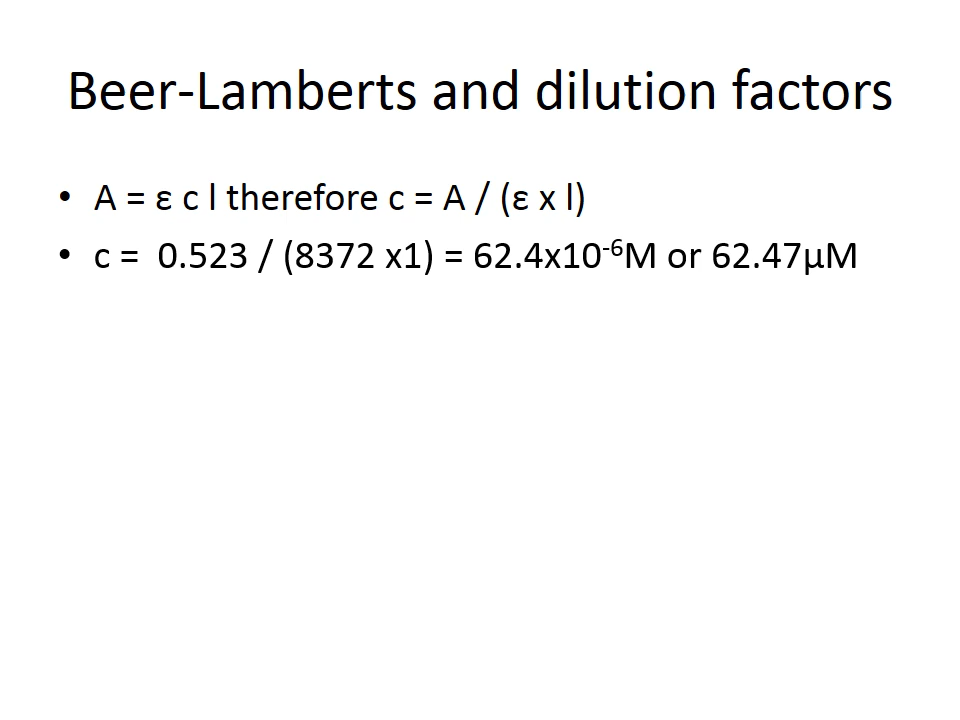 Beer-Lamberts and dilution factors
• A = ε c l therefore c = A / (ε x l)
• c =  0.523 / (8372 x1) = 62.4x10⁻⁶M or 62.47µM